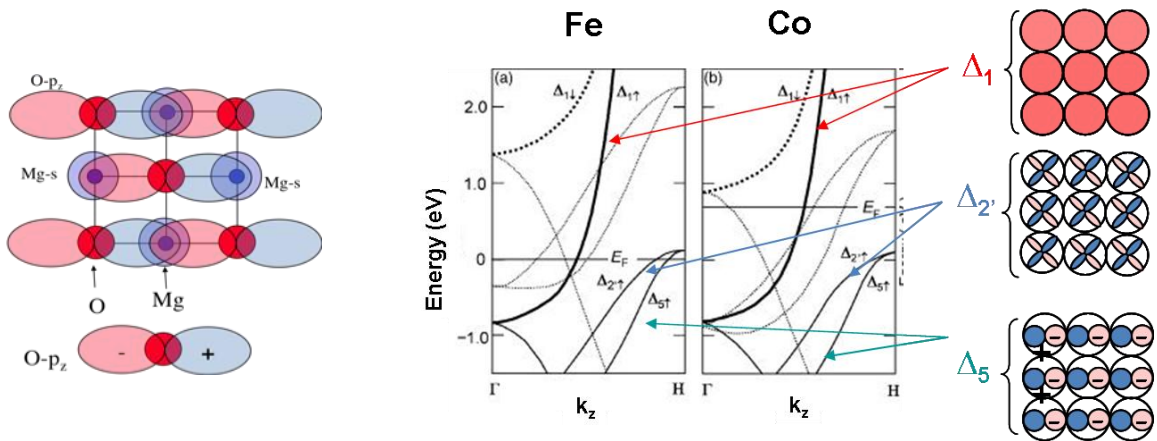 Fe
Co
O-pz
Mg-s
Mg-s
O
Mg
O-pz
-
+
Energy (eV)
(a)
2.0
1.0
0
−1.0
Δ1↓
Δ1↑
EF
Δ2'↑
Δ5↑
Γ
H
kz
(b)
Δ1↓
Δ1↑
EF
Δ2'↑
Δ5↑
Γ
H
kz
Δ1
Δ2'
Δ5
- - -
+
- - -
+
- - -